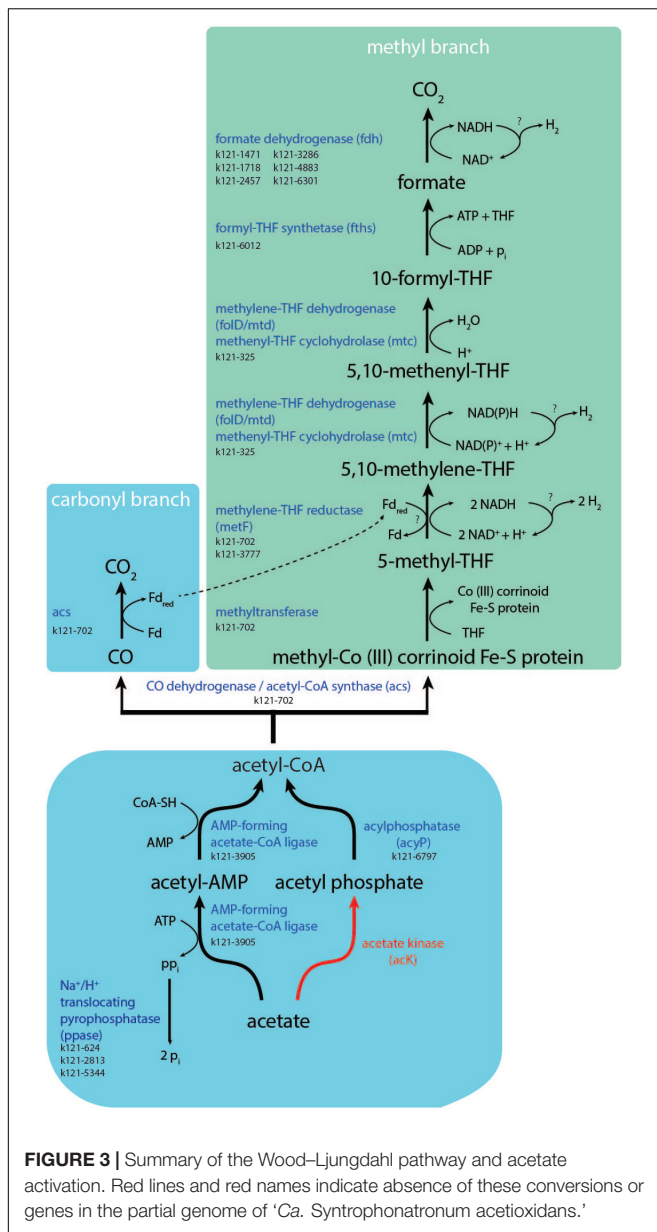 methyl branch
CO₂
formate dehydrogenase (fdh)
k121-1471 k121-3286
k121-1718 k121-4883
k121-2457 k121-6301
NADH
?
H₂
NAD⁺
formate
formyl-THF synthetase (fths)
k121-6012
ATP + THF
ADP + pᵢ
10-formyl-THF
methylene-THF dehydrogenase
(folD/mtd)
methenyl-THF cyclohydrolase (mtc)
k121-325
H₂O
H⁺
5,10-methenyl-THF
methylene-THF dehydrogenase
(folD/mtd)
methenyl-THF cyclohydrolase (mtc)
k121-325
NAD(P)H
?
H₂
NAD(P)⁺ + H⁺
5,10-methylene-THF
methylene-THF reductase
(metF)
k121-702
k121-3777
Fd_red
?
Fd
2 NADH
?
2 H₂
2 NAD⁺ + H⁺
5-methyl-THF
methyltransferase
k121-702
Co (III) corrinoid
Fe-S protein
THF
methyl-Co (III) corrinoid Fe-S protein
carbonyl branch
CO₂
acs
k121-702
Fd_red
Fd
CO
CO dehydrogenase / acetyl-CoA synthase (acs)
k121-702
acetyl-CoA
CoA-SH
AMP
AMP-forming
acetate-CoA ligase
k121-3905
acylphosphatase
(acyP)
k121-6797
acetyl-AMP
acetyl phosphate
ATP
ppᵢ
AMP-forming
acetate-CoA ligase
k121-3905
acetate kinase
(acK)
Na⁺/H⁺
translocating
pyrophosphatase
(ppase)
k121-624
k121-2813
k121-5344
2 pᵢ
acetate
FIGURE 3 | Summary of the Wood–Ljungdahl pathway and acetate
activation. Red lines and red names indicate absence of these conversions or
genes in the partial genome of ‘Ca. Syntrophonatronum acetioxidans.’